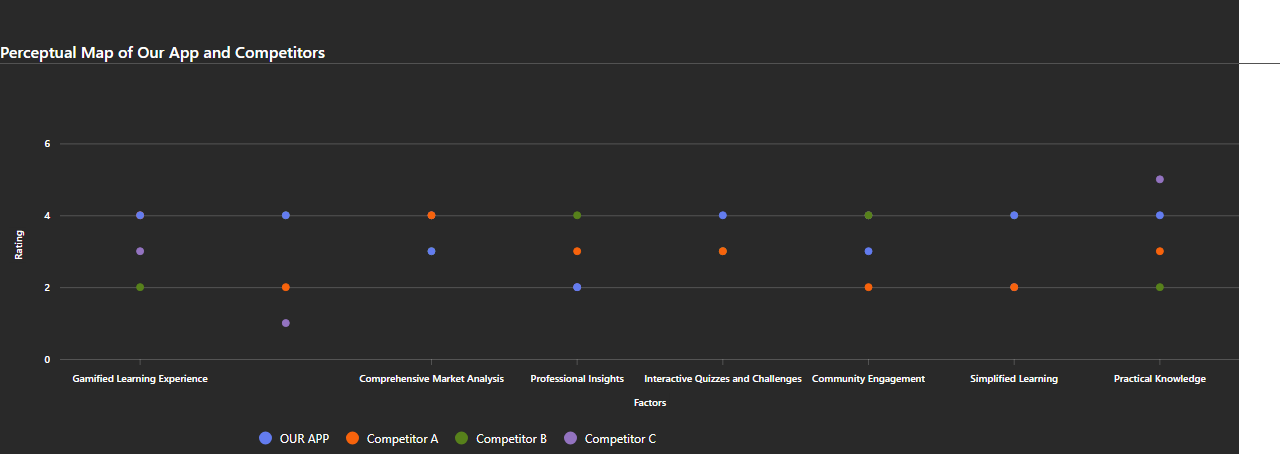 Perceptual Map of Our App and Competitors
6
4
2
0
Rating
Gamified Learning Experience
Comprehensive Market Analysis
Professional Insights
Interactive Quizzes and Challenges
Community Engagement
Simplified Learning
Practical Knowledge
Factors
OUR APP
Competitor A
Competitor B
Competitor C